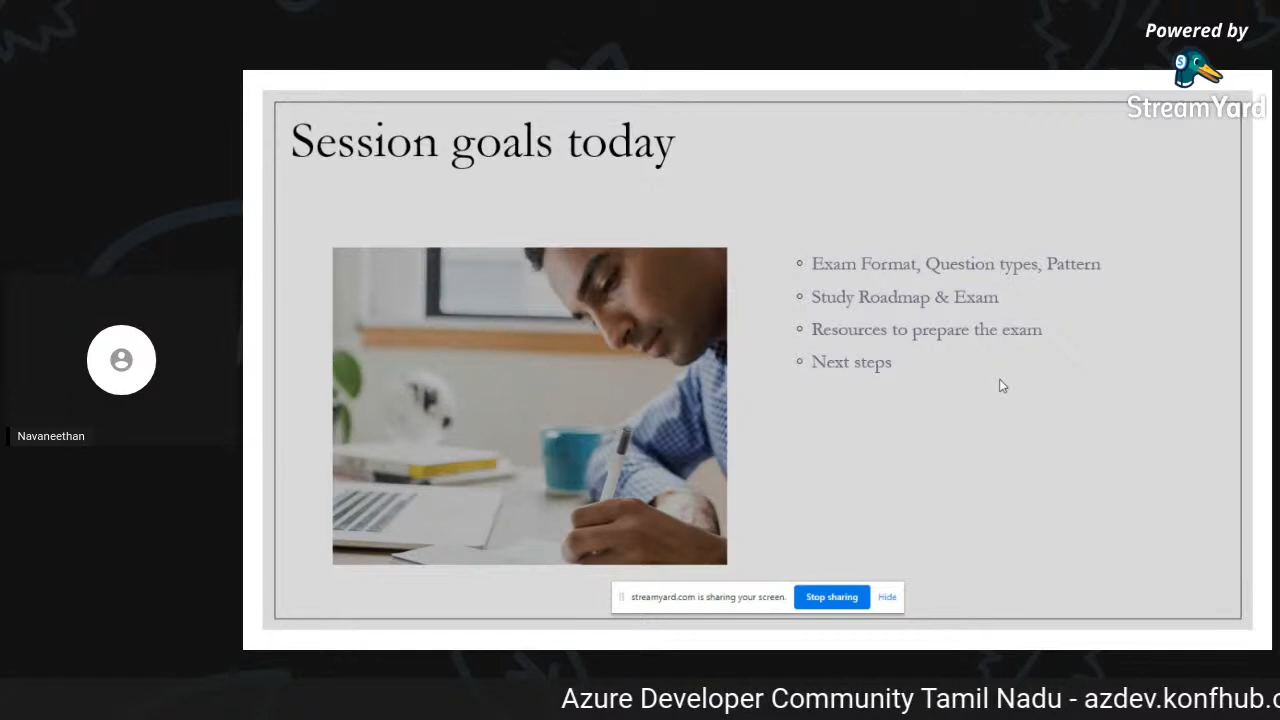 Powered by
StreamYard
Session goals today
Exam Format, Question types, Pattern
Study Roadmap & Exam
Resources to prepare the exam
Next steps
Navaneethan
streamyard.com is sharing your screen.
Stop sharing
Hide
Azure Developer Community Tamil Nadu - azdev.konfhub.c